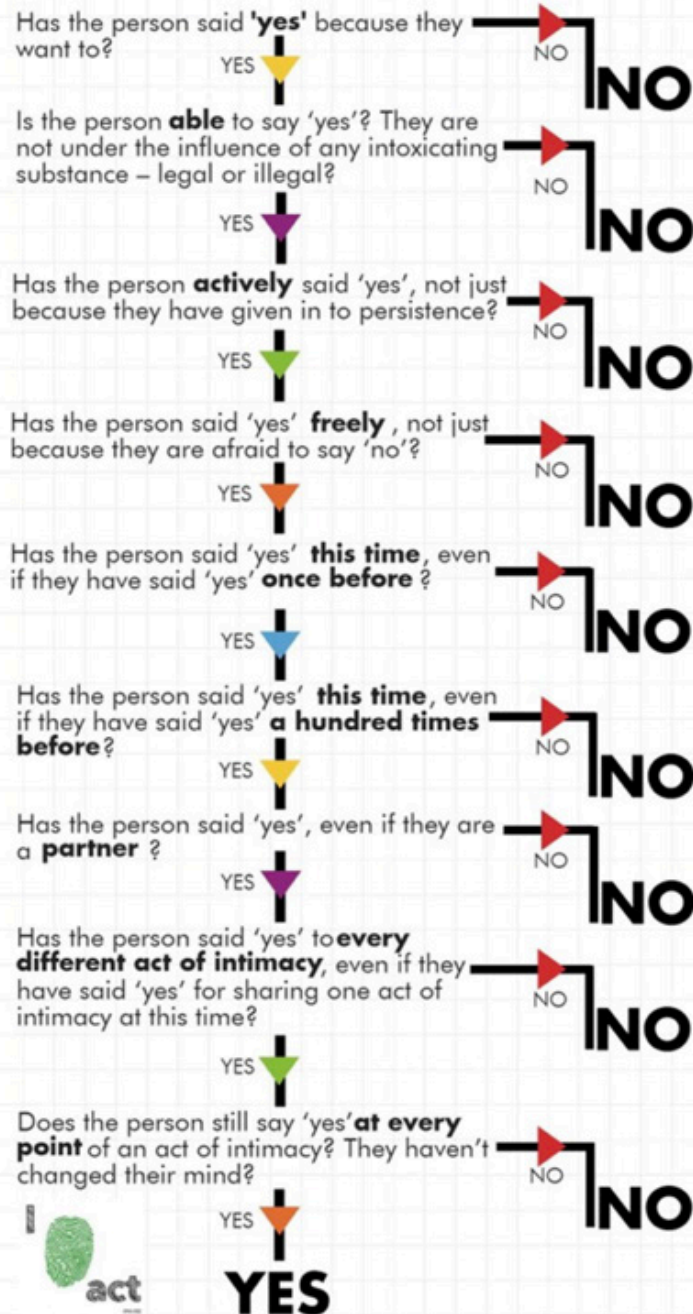 Has the person said 'yes' because they
want to?
NO
YES
NO
Is the person able to say ‘yes’? They are
not under the influence of any intoxicating
substance – legal or illegal?
NO
YES
NO
Has the person actively said ‘yes’, not just
because they have given in to persistence?
NO
YES
NO
Has the person said ‘yes’ freely , not just
because they are afraid to say ‘no’?
NO
YES
NO
Has the person said ‘yes’ this time, even
if they have said ‘yes’ once before ?
NO
YES
NO
Has the person said ‘yes’ this time, even
if they have said ‘yes’ a hundred times
before?
NO
YES
NO
Has the person said ‘yes’, even if they are
a partner ?
NO
YES
NO
Has the person said ‘yes’ to every
different act of intimacy, even if they
have said ‘yes’ for sharing one act of
intimacy at this time?
NO
NO
YES
Does the person still say ‘yes’ at every
point of an act of intimacy? They haven’t
changed their mind?
NO
NO
YES
I
act
YES